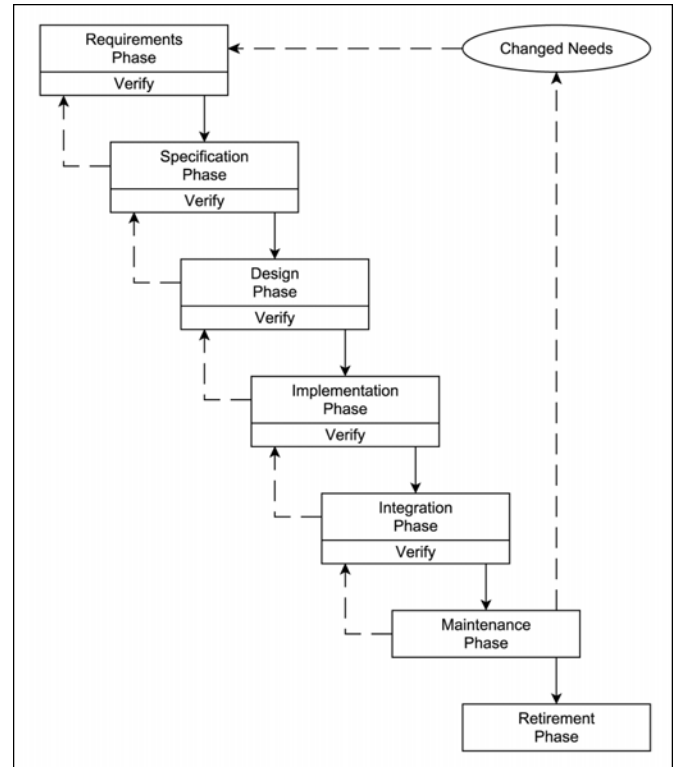 Requirements
Phase
Verify
Changed Needs
Specification
Phase
Verify
Design
Phase
Verify
Implementation
Phase
Verify
Integration
Phase
Verify
Maintenance
Phase
Retirement
Phase